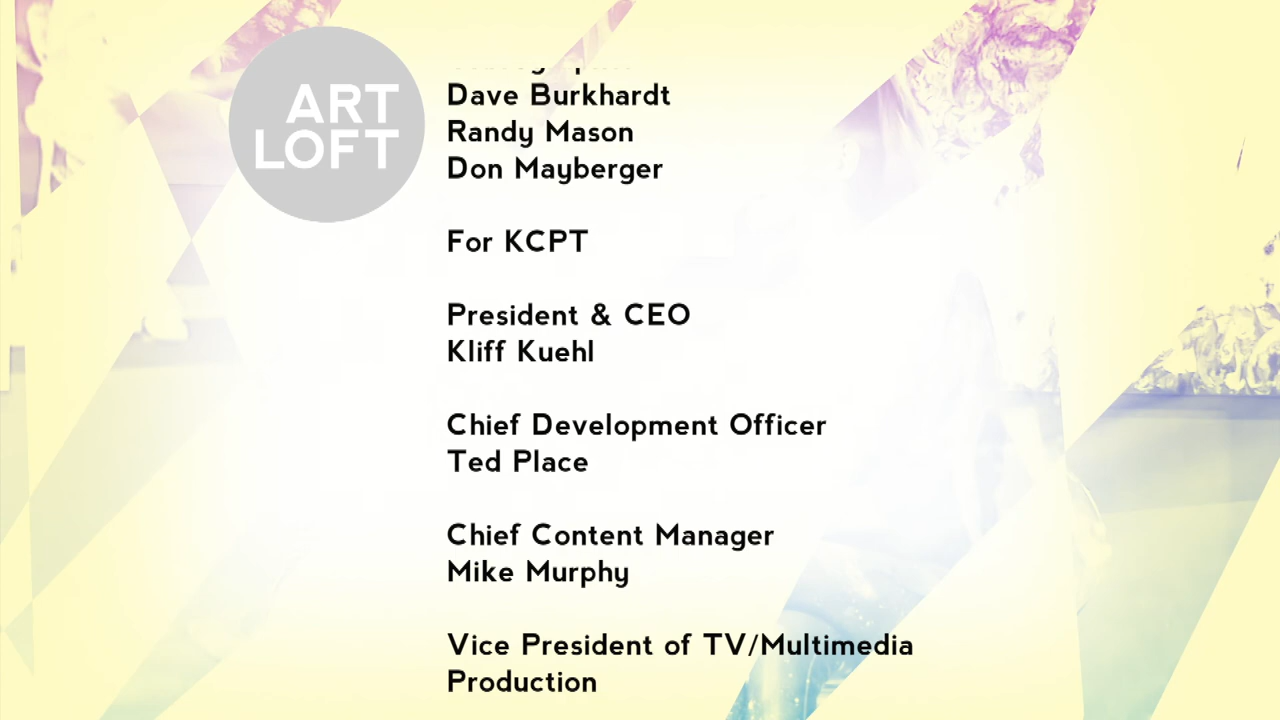 ART
LOFT
Dave Burkhardt
Randy Mason
Don Mayberger
For KCPT
President & CEO
Kliff Kuehl
Chief Development Officer
Ted Place
Chief Content Manager
Mike Murphy
Vice President of TV/Multimedia
Production